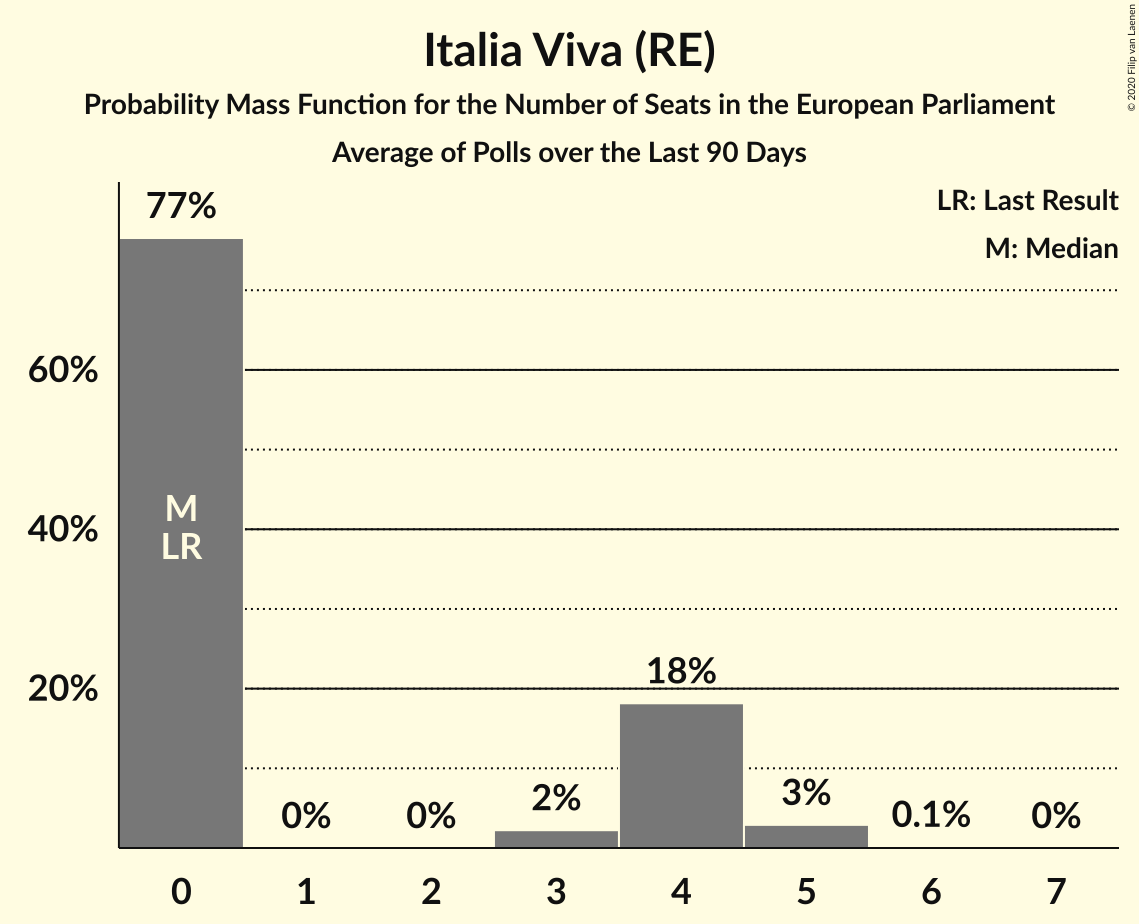 Italia Viva (RE)
Probability Mass Function for the Number of Seats in the European Parliament
Average of Polls over the Last 90 Days
© 2020 Filip van Laenen
LR: Last Result
M: Median
77%
60%
40%
20%
M
LR
0%
0%
2%
18%
3%
0.1%
0%
0
1
2
3
4
5
6
7